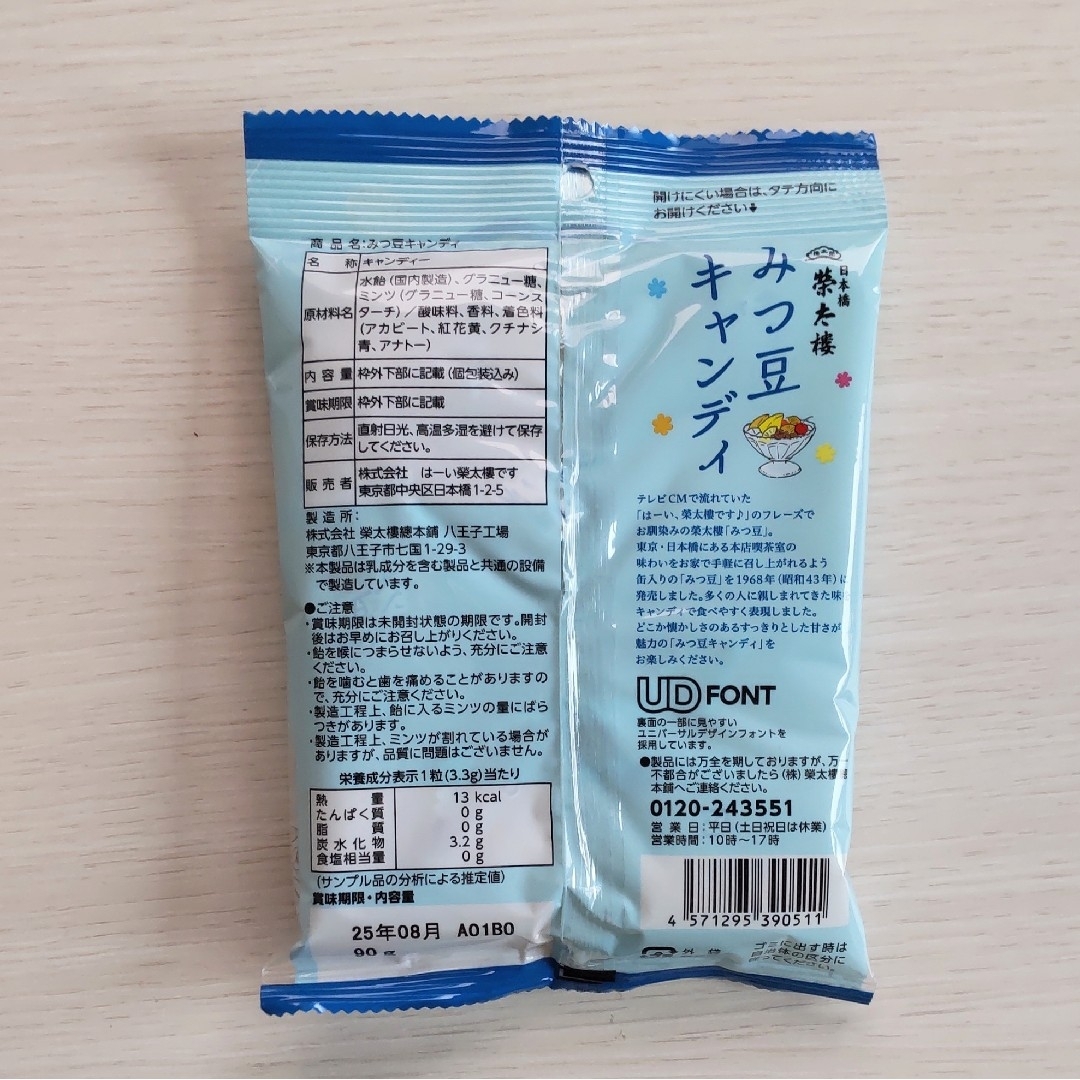 商品名:みつ豆キャンディ
名称 キャンディー
原材料名 水飴(国内製造)、グラニュー糖、
ミンツ(グラニュー糖、コーンス
ターチ)/酸味料、香料、着色料
(アカビート、紅花黄、クチナシ
青、アナトー)
内容量 枠外下部に記載(個包装込み)
賞味期限 枠外下部に記載
保存方法 直射日光、高温多湿を避けて保存
してください。
販売者 株式会社 はーい榮太樓です
東京都中央区日本橋1-2-5
製造所:
株式会社 榮太樓總本鋪 八王子工場
東京都八王子市七国1-29-3
※本製品は乳成分を含む製品と共通の設備
で製造しています。
●ご注意
・賞味期限は未開封状態の期限です。開封
後はお早めにお召し上がりください。
・飴を喉につまらせないよう、充分にご注意
ください。
・飴を噛むと歯を痛めることがありますの
で、充分にご注意ください。
・製造工程上、飴に入るミンツの量にばら
つきがあります。
・製造工程上、ミンツが割れている場合が
ありますが、品質に問題はございません。
栄養成分表示1粒(3.3g)当たり
熱量 13 kcal
たんぱく質 0 g
脂質 0 g
炭水化物 3.2 g
食塩相当量 0 g
(サンプル品の分析による推定値)
賞味期限・内容量
25年08月 A01B0
90 g
開けにくい場合は、タテ方向に
お開けください
日本橋
榮太樓
みつ豆
キャンディ
テレビCMで流れていた
「はーい、榮太樓です♪」のフレーズで
お馴染みの榮太樓「みつ豆」。
東京・日本橋にある本店喫茶室の
味わいをお家で手軽に召し上がれるよう
缶入りの「みつ豆」を1968年(昭和43年)に
発売しました。多くの人に親しまれてきた味を
キャンディで食べやすく表現しました。
どこか懐かしさのあるすっきりとした甘さが
魅力の「みつ豆キャンディ」を
お楽しみください。
UD FONT
裏面の一部に見やすい
ユニバーサルデザインフォントを
採用しています。
●製品には万全を期しておりますが、万一
不都合がございましたら(株)榮太樓總
本鋪へご連絡ください。
0120-243551
営業日:平日(土日祝日は休業)
営業時間:10時〜17時
4 571295 390511
外袋
ゴミに出す時は
自治体の区分に
従ってください。